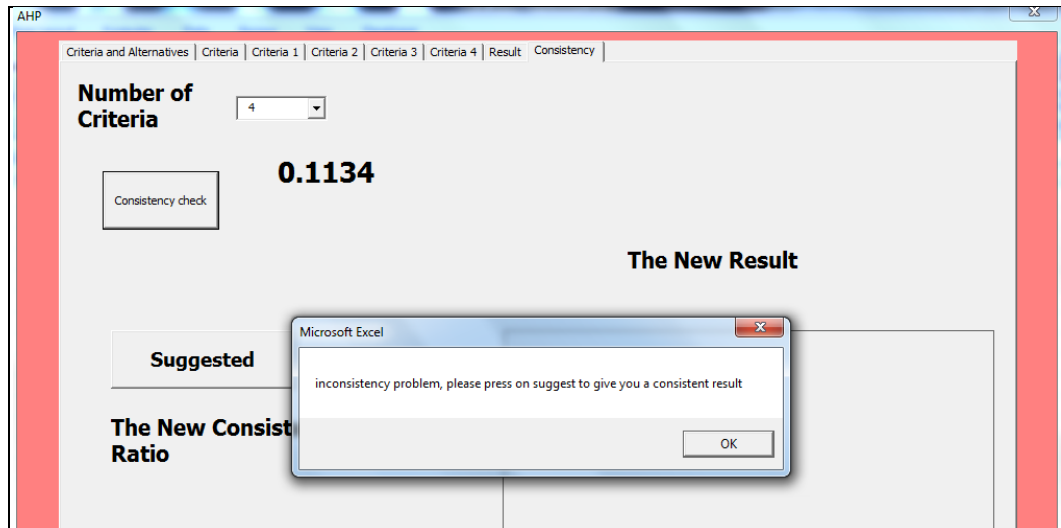 AHP
Criteria and Alternatives Criteria Criteria 1 Criteria 2 Criteria 3 Criteria 4 Result Consistency
Number of
Criteria
4
0.1134
Consistency check
The New Result
Microsoft Excel
Suggested
inconsistency problem, please press on suggest to give you a consistent result
The New
Ratio
OK